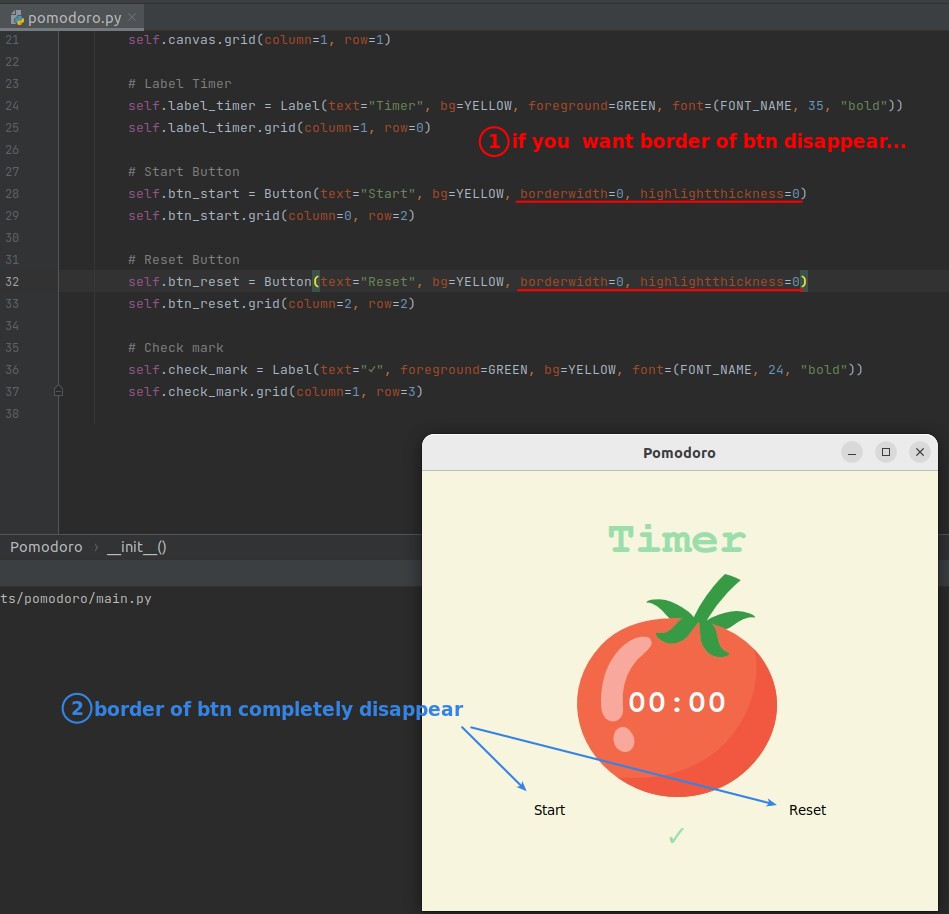 pomodoro.py
21 self.canvas.grid(column=1, row=1)
22
23 # Label Timer
24 self.label_timer = Label(text="Timer", bg=YELLOW, foreground=GREEN, font=(FONT_NAME, 35, "bold"))
25 self.label_timer.grid(column=1, row=0)
1 if you want border of btn disappear...
26
27 # Start Button
28 self.btn_start = Button(text="Start", bg=YELLOW, borderwidth=0, highlightthickness=0)
29 self.btn_start.grid(column=0, row=2)
30
31 # Reset Button
32 self.btn_reset = Button(text="Reset", bg=YELLOW, borderwidth=0, highlightthickness=0)
33 self.btn_reset.grid(column=2, row=2)
34
35 # Check mark
36 self.check_mark = Label(text="✓", foreground=GREEN, bg=YELLOW, font=(FONT_NAME, 24, "bold"))
37 self.check_mark.grid(column=1, row=3)
38
Pomodoro
Pomodoro › __init__()
Timer
ts/pomodoro/main.py
00:00
2 border of btn completely disappear
Start Reset
✓